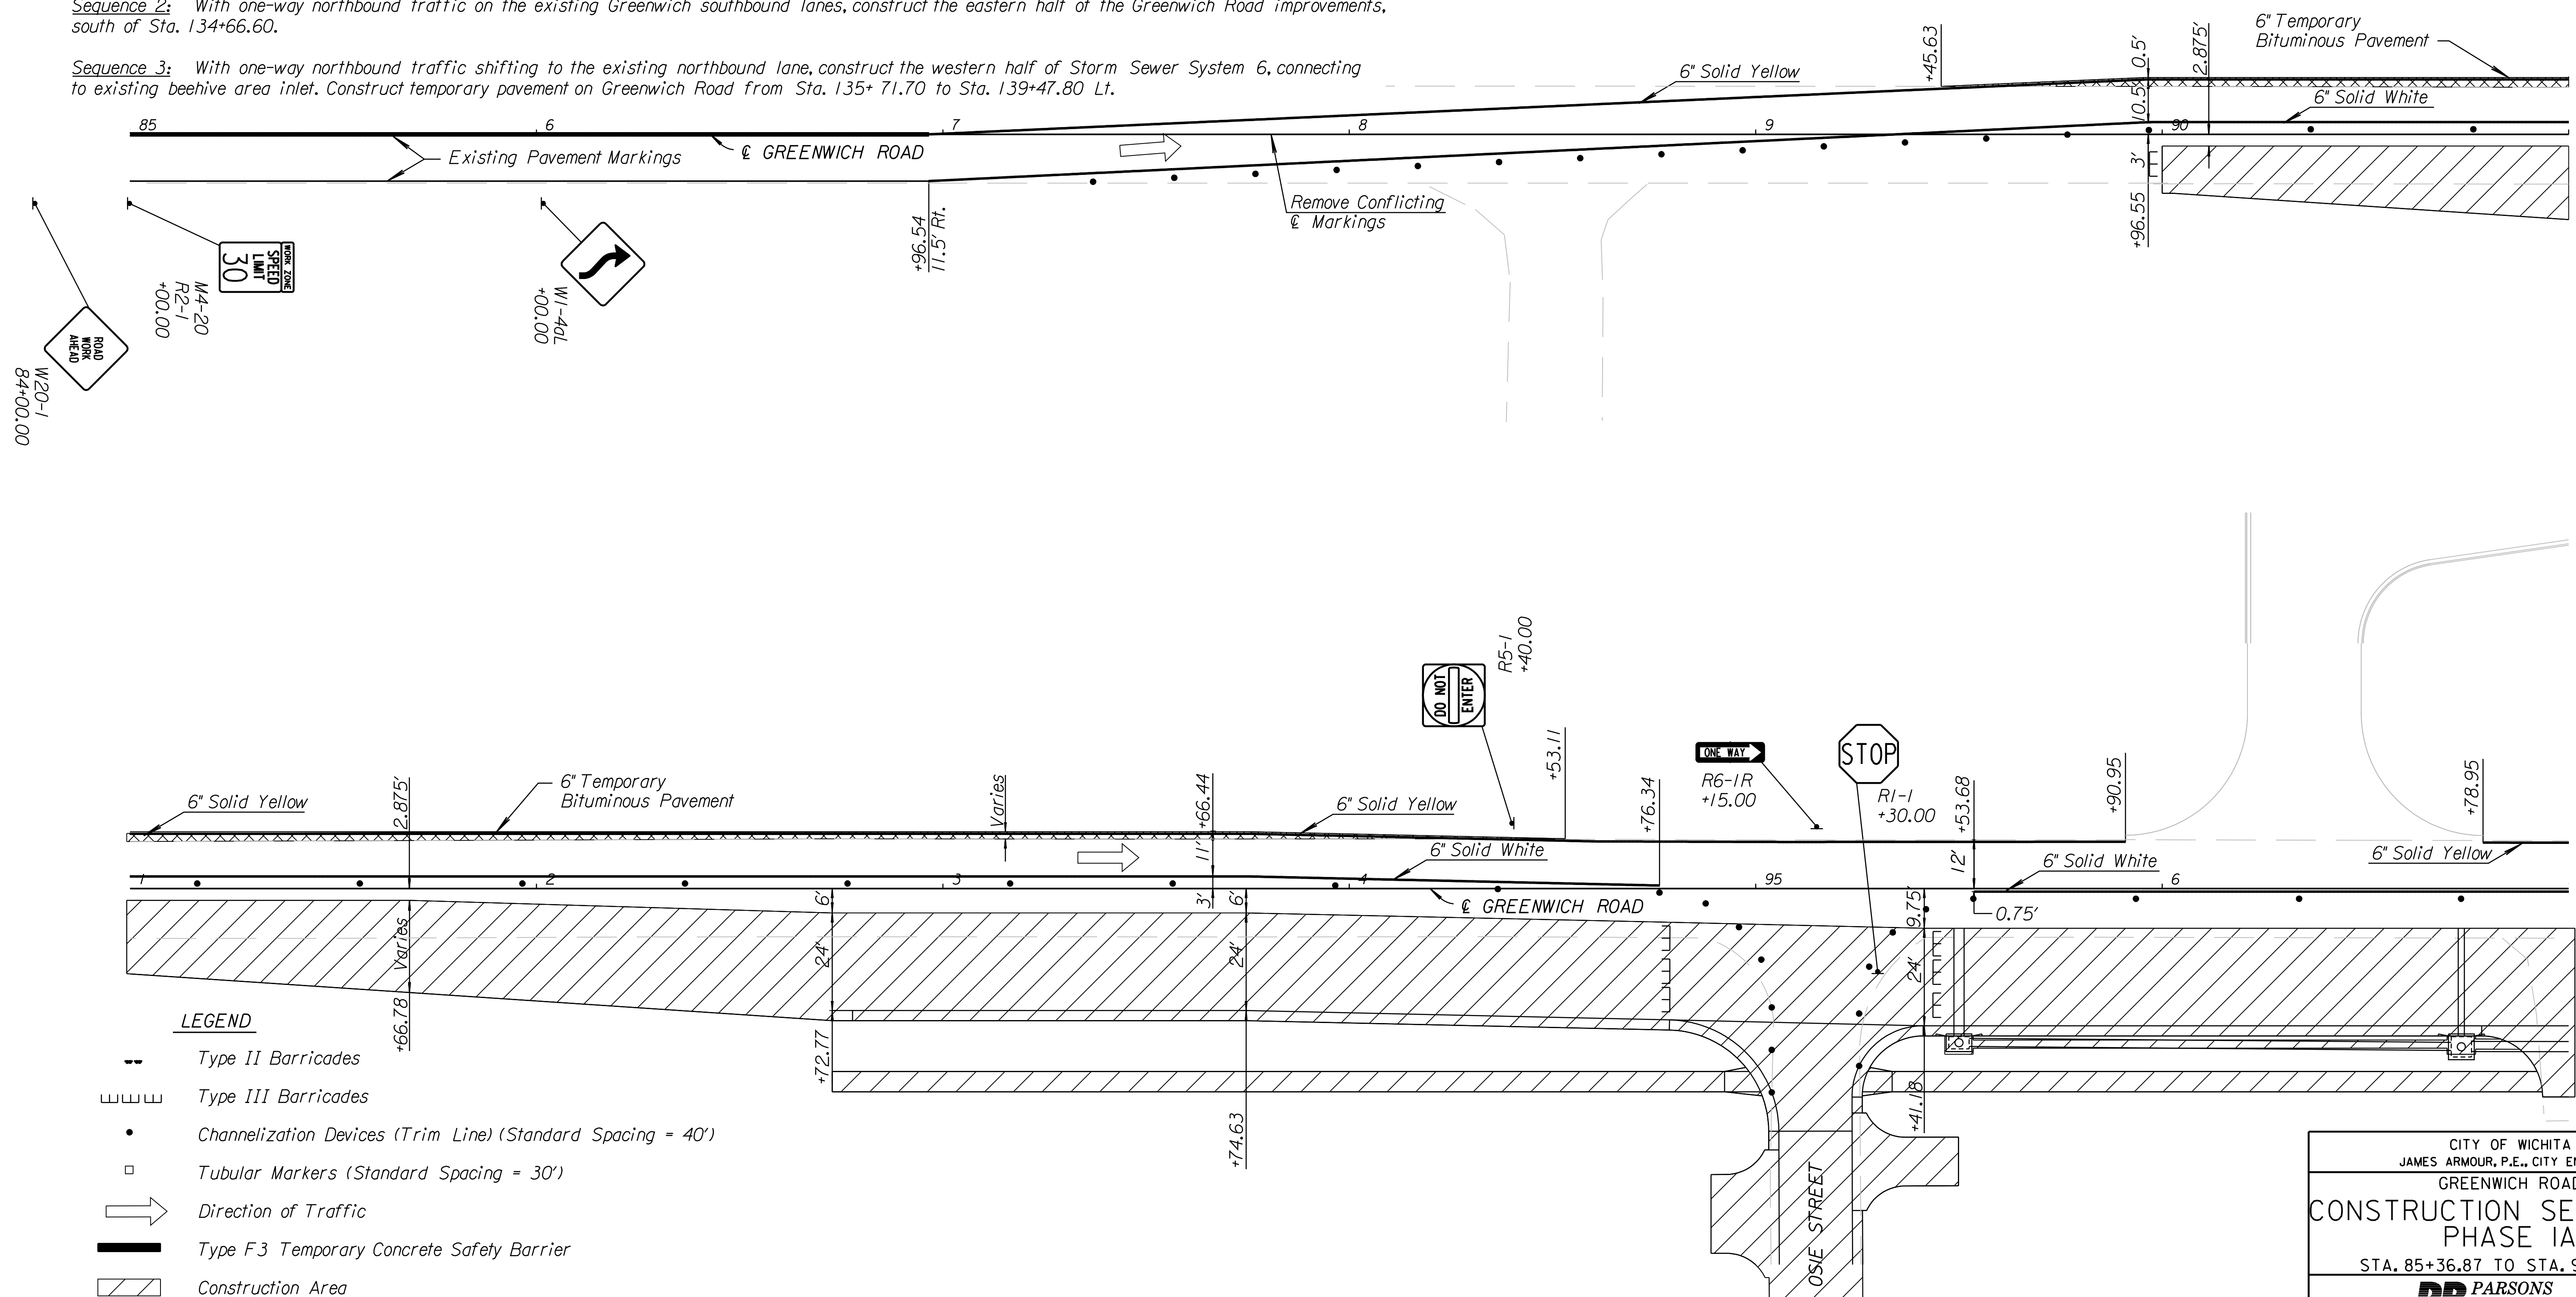 Sequence 2: With one-way northbound traffic on the existing Greenwich southbound lanes, construct the eastern half of the Greenwich Road improvements,
south of Sta. 134+66.60.
Sequence 3: With one-way northbound traffic shifting to the existing northbound lane, construct the western half of Storm Sewer System 6, connecting
to existing beehive area inlet. Construct temporary pavement on Greenwich Road from Sta. 135+ 71.70 to Sta. 139+47.80 Lt.
+45.63
0.5'
2.875'
6" Temporary
Bituminous Pavement
6" Solid Yellow
10.5'
6" Solid White
85
6
7
8
9
90
Existing Pavement Markings
℄ GREENWICH ROAD
3'
Remove Conflicting
℄ Markings
+96.54
11.5' Rt.
+96.55
WORK ZONE
SPEED
LIMIT
30
M4-20
R2-1
+00.00
W1-4aL
+00.00
ROAD
WORK
AHEAD
W20-1
84+00.00
R5-1
+40.00
DO NOT
ENTER
+53.11
ONE WAY
R6-1R
+15.00
STOP
R1-1
+30.00
6" Solid Yellow
2.875'
6" Temporary
Bituminous Pavement
Varies
+66.44
6" Solid Yellow
+76.34
+53.68
+90.95
+78.95
11'
6" Solid White
12'
6" Solid White
6" Solid Yellow
1
2
3
4
95
6
6'
3'
6'
℄ GREENWICH ROAD
9.75'
0.75'
Varies
24'
24'
24'
+66.78
+72.77
+74.63
+41.18
OSIE STREET
LEGEND
Type II Barricades
Type III Barricades
Channelization Devices (Trim Line) (Standard Spacing = 40')
Tubular Markers (Standard Spacing = 30')
Direction of Traffic
Type F3 Temporary Concrete Safety Barrier
Construction Area
CITY OF WICHITA
JAMES ARMOUR, P.E., CITY E
GREENWICH ROAD
CONSTRUCTION SE
PHASE 1A
STA. 85+36.87 TO STA. 9
PARSONS